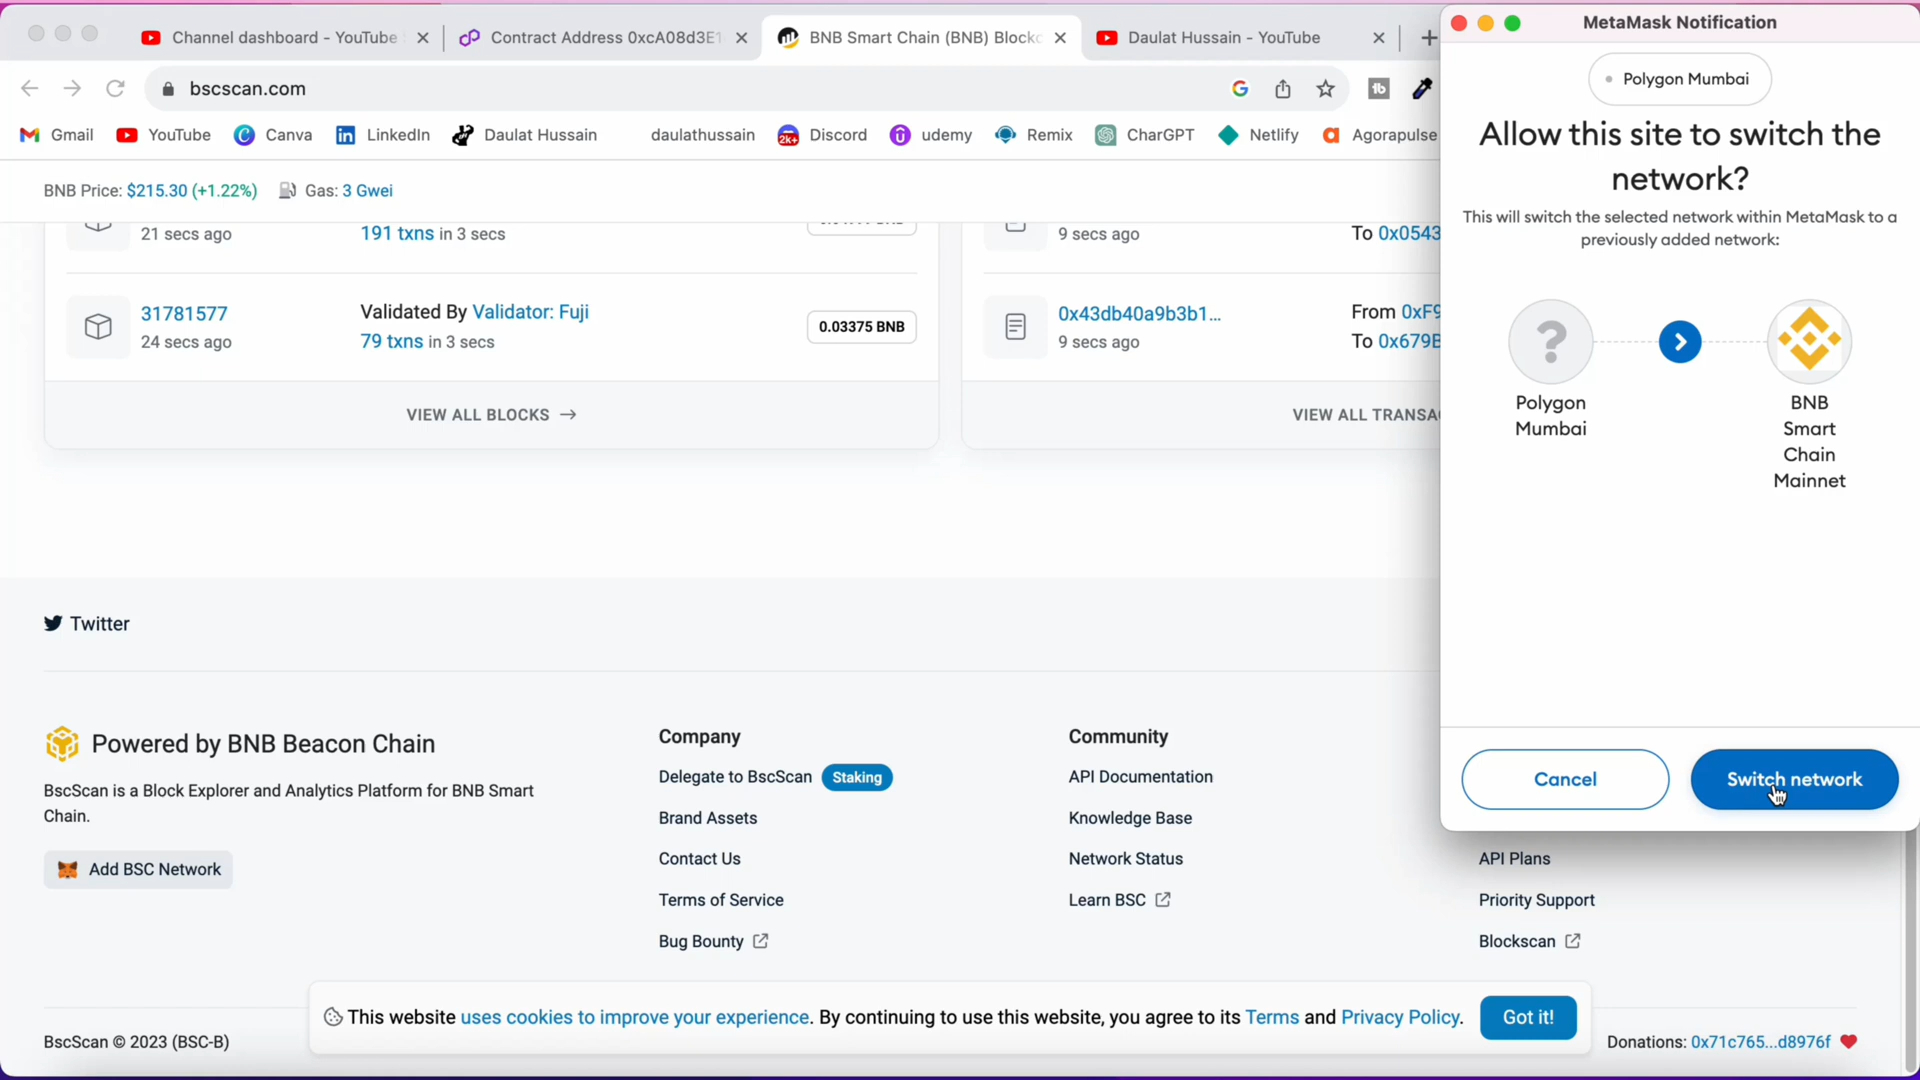 Channel dashboard - YouTube
Contract Address 0xcA08d3E1
BNB Smart Chain (BNB) Blockc
Daulat Hussain - YouTube
bscscan.com
Gmail
YouTube
Canva
LinkedIn
Daulat Hussain
daulathussain
Discord
udemy
Remix
CharGPT
Netlify
Agorapulse
BNB Price: $215.30 (+1.22%)
Gas: 3 Gwei
21 secs ago
191 txns in 3 secs
9 secs ago
To 0x0543
31781577
24 secs ago
Validated By Validator: Fuji
79 txns in 3 secs
0.03375 BNB
0x43db40a9b3b1...
9 secs ago
From 0xF9
To 0x679B
VIEW ALL BLOCKS →
VIEW ALL TRANSA
Twitter
Powered by BNB Beacon Chain
BscScan is a Block Explorer and Analytics Platform for BNB Smart
Chain.
Add BSC Network
Company
Delegate to BscScan Staking
Brand Assets
Contact Us
Terms of Service
Bug Bounty
Community
API Documentation
Knowledge Base
Network Status
Learn BSC
API Plans
Priority Support
Blockscan
This website uses cookies to improve your experience. By continuing to use this website, you agree to its Terms and Privacy Policy.
Got it!
BscScan © 2023 (BSC-B)
Donations: 0x71c765...d8976f
MetaMask Notification
Polygon Mumbai
Allow this site to switch the
network?
This will switch the selected network within MetaMask to a
previously added network:
Polygon
Mumbai
BNB
Smart
Chain
Mainnet
Cancel
Switch network